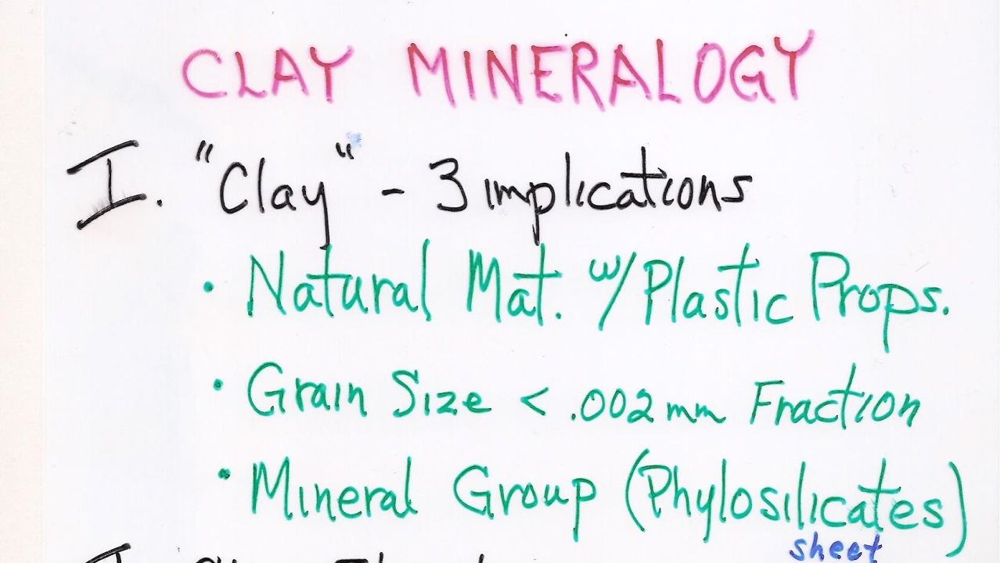 CLAY MINERALOGY
I. "Clay" - 3 implications
• Natural Mat. w/ Plastic Props.
• Grain Size < .002 mm Fraction
• Mineral Group (Phylosilicates)
sheet